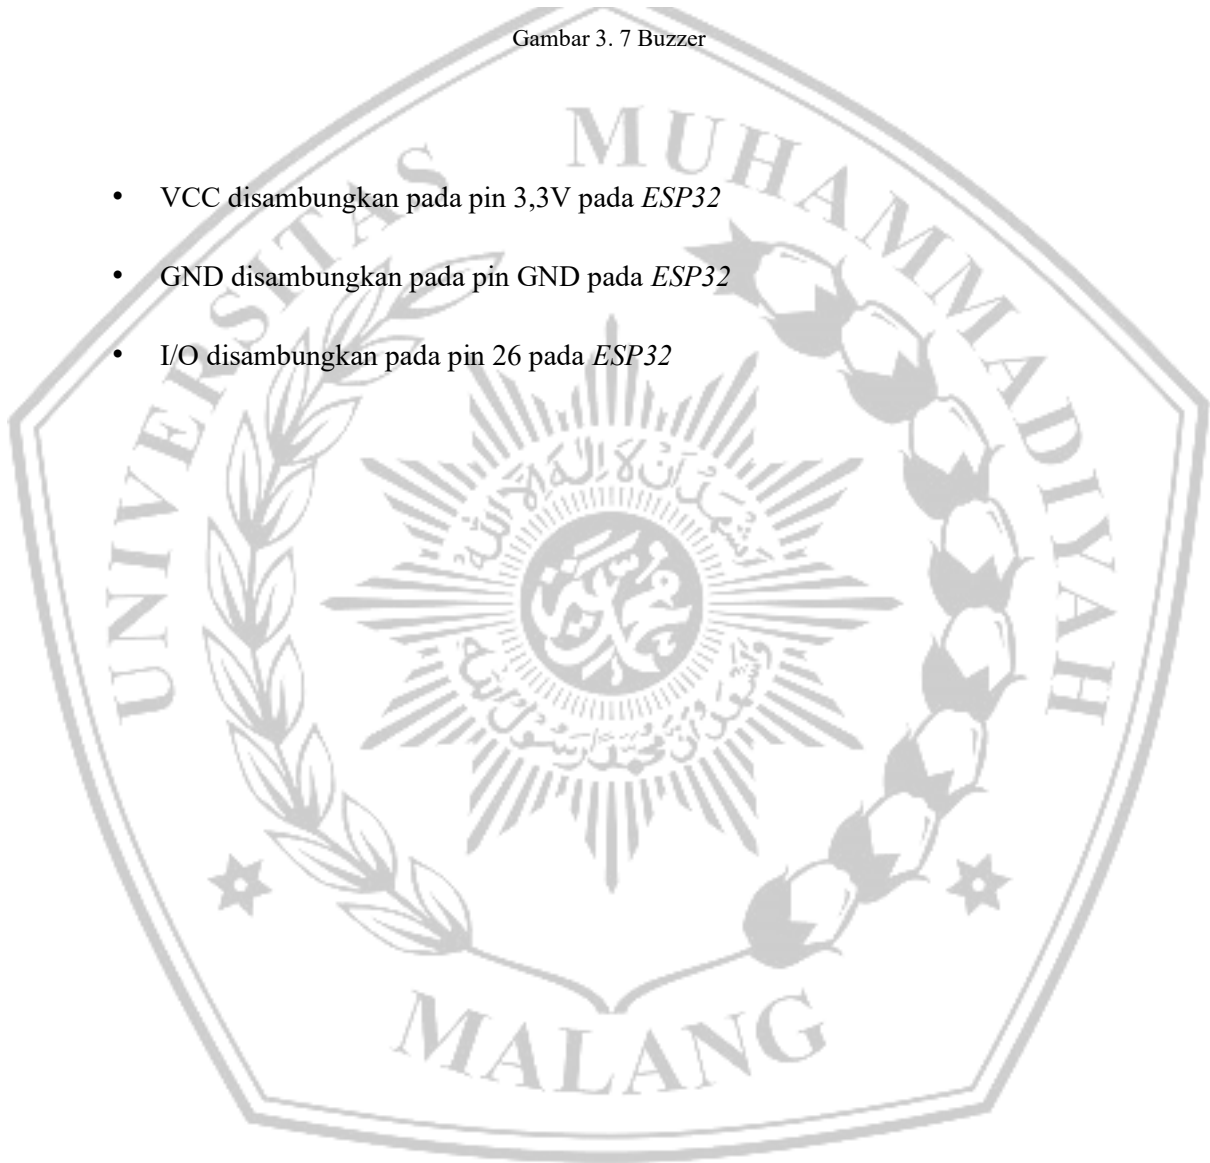 Gambar 3. 7 Buzzer
UNIVERSITAS MUHAMMADIYAH
• VCC disambungkan pada pin 3,3V pada ESP32
• GND disambungkan pada pin GND pada ESP32
• I/O disambungkan pada pin 26 pada ESP32
MALANG